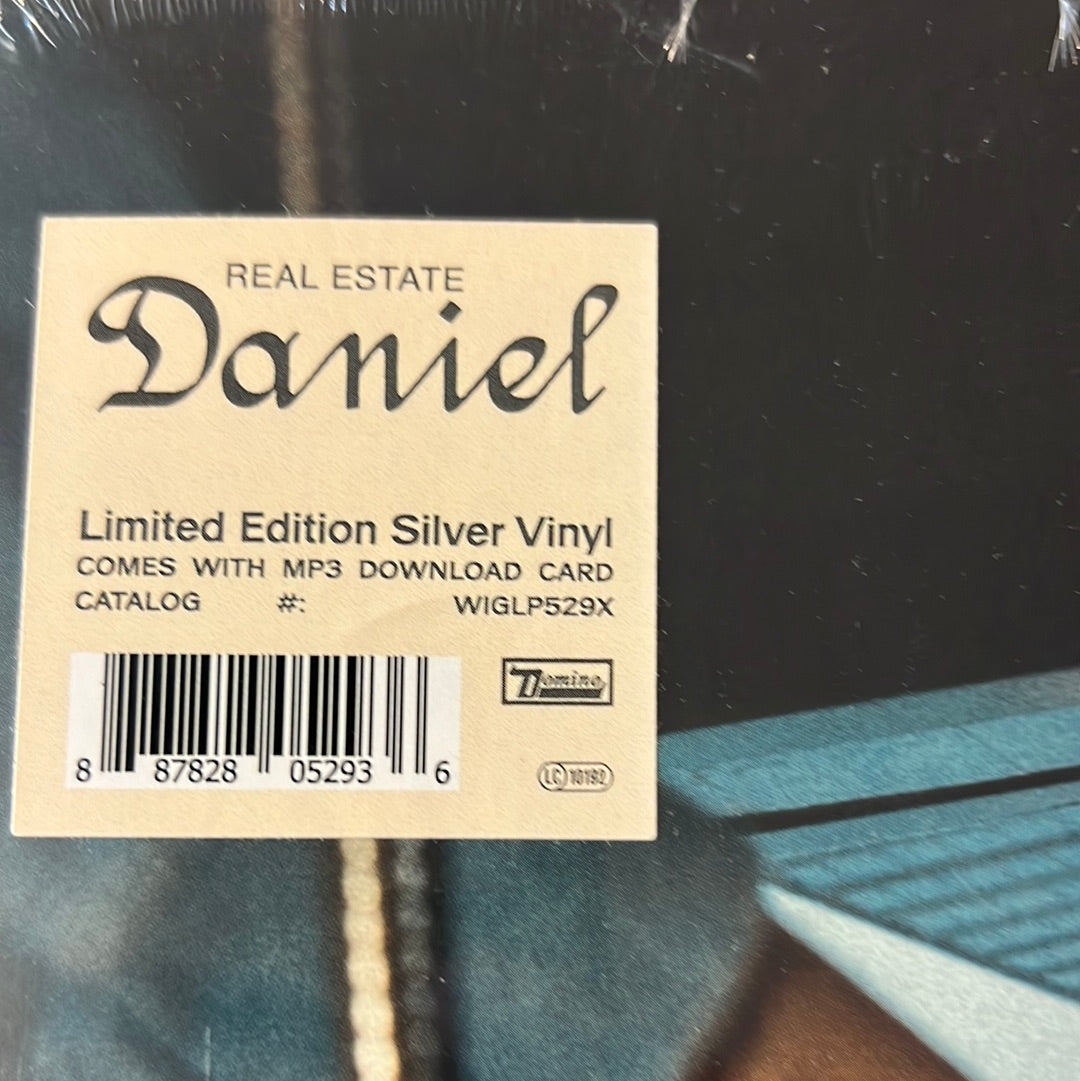 REAL ESTATE
Daniel
Limited Edition Silver Vinyl
COMES WITH MP3 DOWNLOAD CARD
CATALOG #: WIGLP529X
Domino
8 87828 05293 6
LC 10192